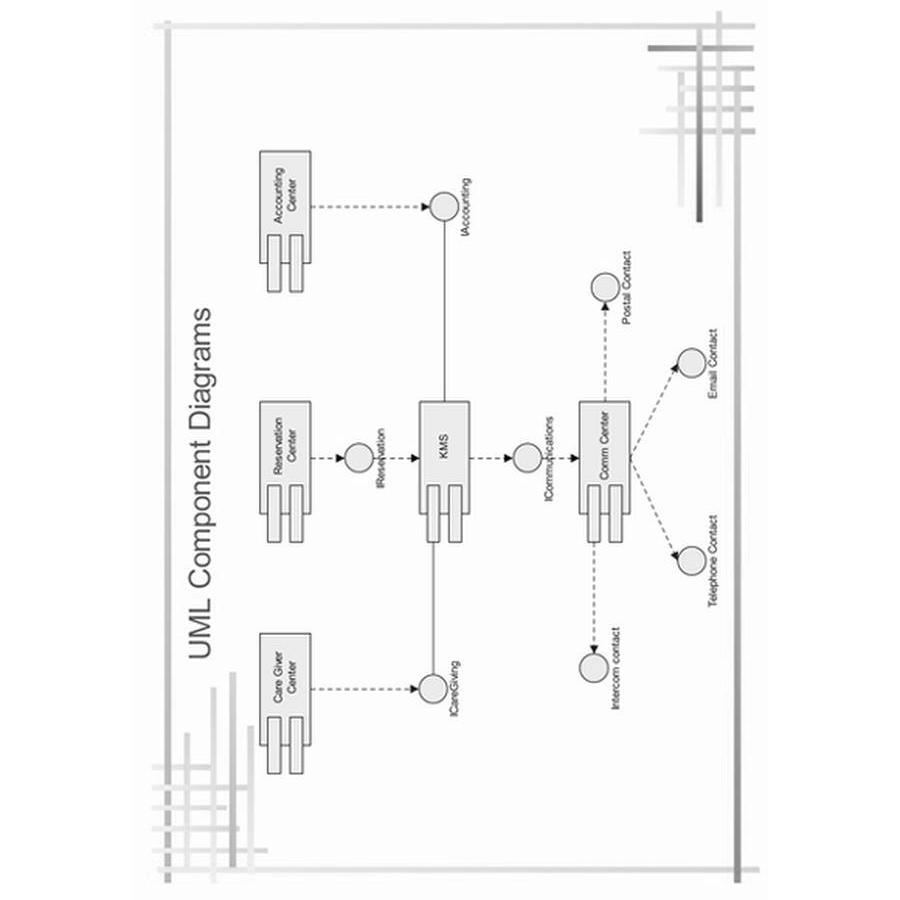 UML Component Diagrams
Care Giver
Center
Reservation
Center
Accounting
Center
ICareGiving
IReservation
KMS
IAccounting
ICommunications
Intercom contact
Comm Center
Postal Contact
Telephone Contact
Email Contact